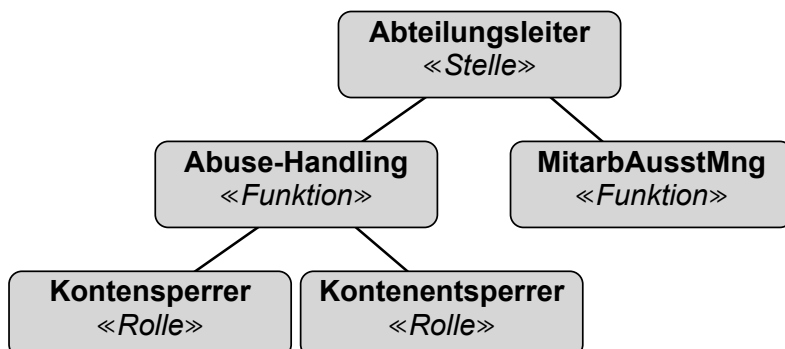 Abteilungsleiter
«Stelle»
Abuse-Handling
«Funktion»
MitarbAusstMng
«Funktion»
Kontensperrer
«Rolle»
Kontenentsperrer
«Rolle»